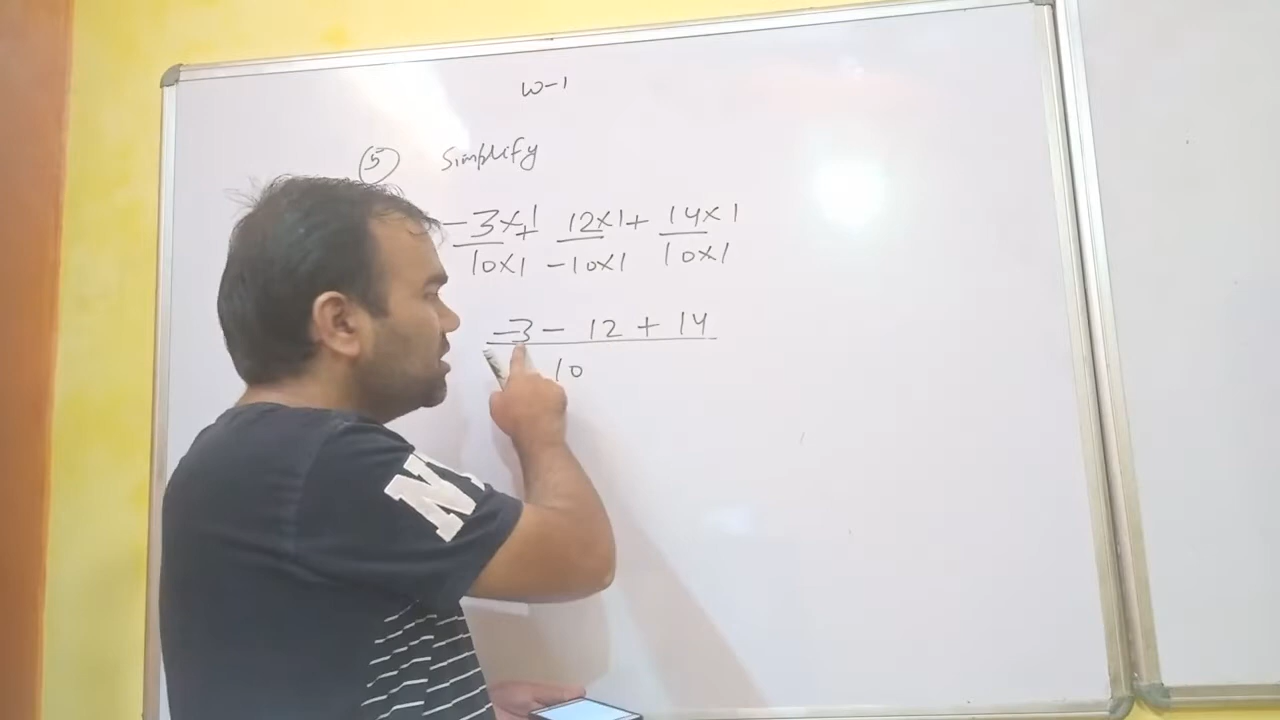 w-1
5 Simplify
-3×1 + 12×1 + 14×1
10×1 -10×1 10×1
-3 - 12 + 14
10
N